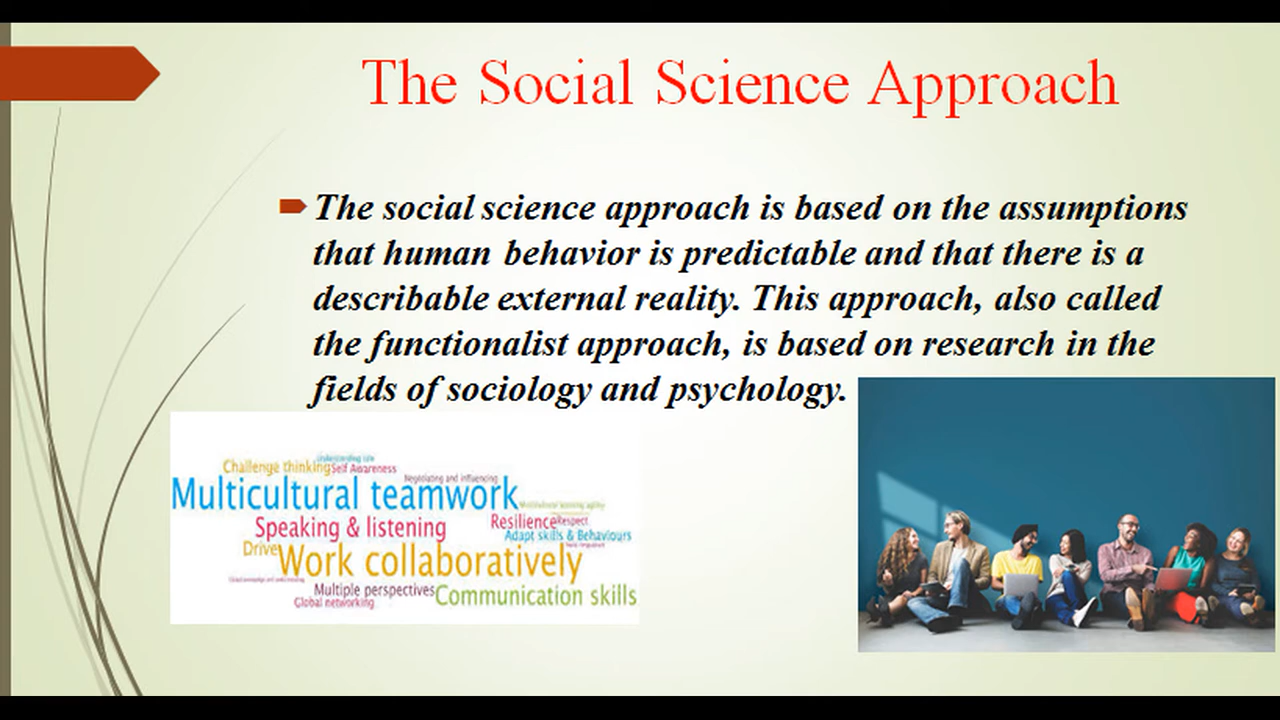 The Social Science Approach
The social science approach is based on the assumptions
that human behavior is predictable and that there is a
describable external reality. This approach, also called
the functionalist approach, is based on research in the
fields of sociology and psychology.
Challenge thinking
Self Awareness
Negotiating and influencing
Multicultural teamwork
Speaking & listening
Resilience
Respect
Adapt skills & Behaviours
Drive
Work collaboratively
Multiple perspectives
Communication skills
Global networking